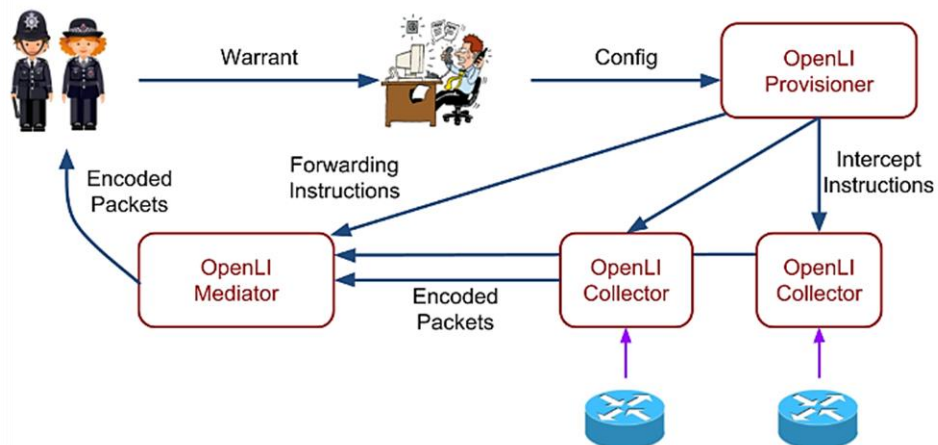 Warrant
Config
OpenLI
Provisioner
Forwarding
Instructions
Intercept
Instructions
Encoded
Packets
OpenLI
Mediator
Encoded
Packets
OpenLI
Collector
OpenLI
Collector